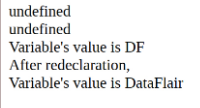 undefined
undefined
Variable's value is DF
After redeclaration,
Variable's value is DataFlair